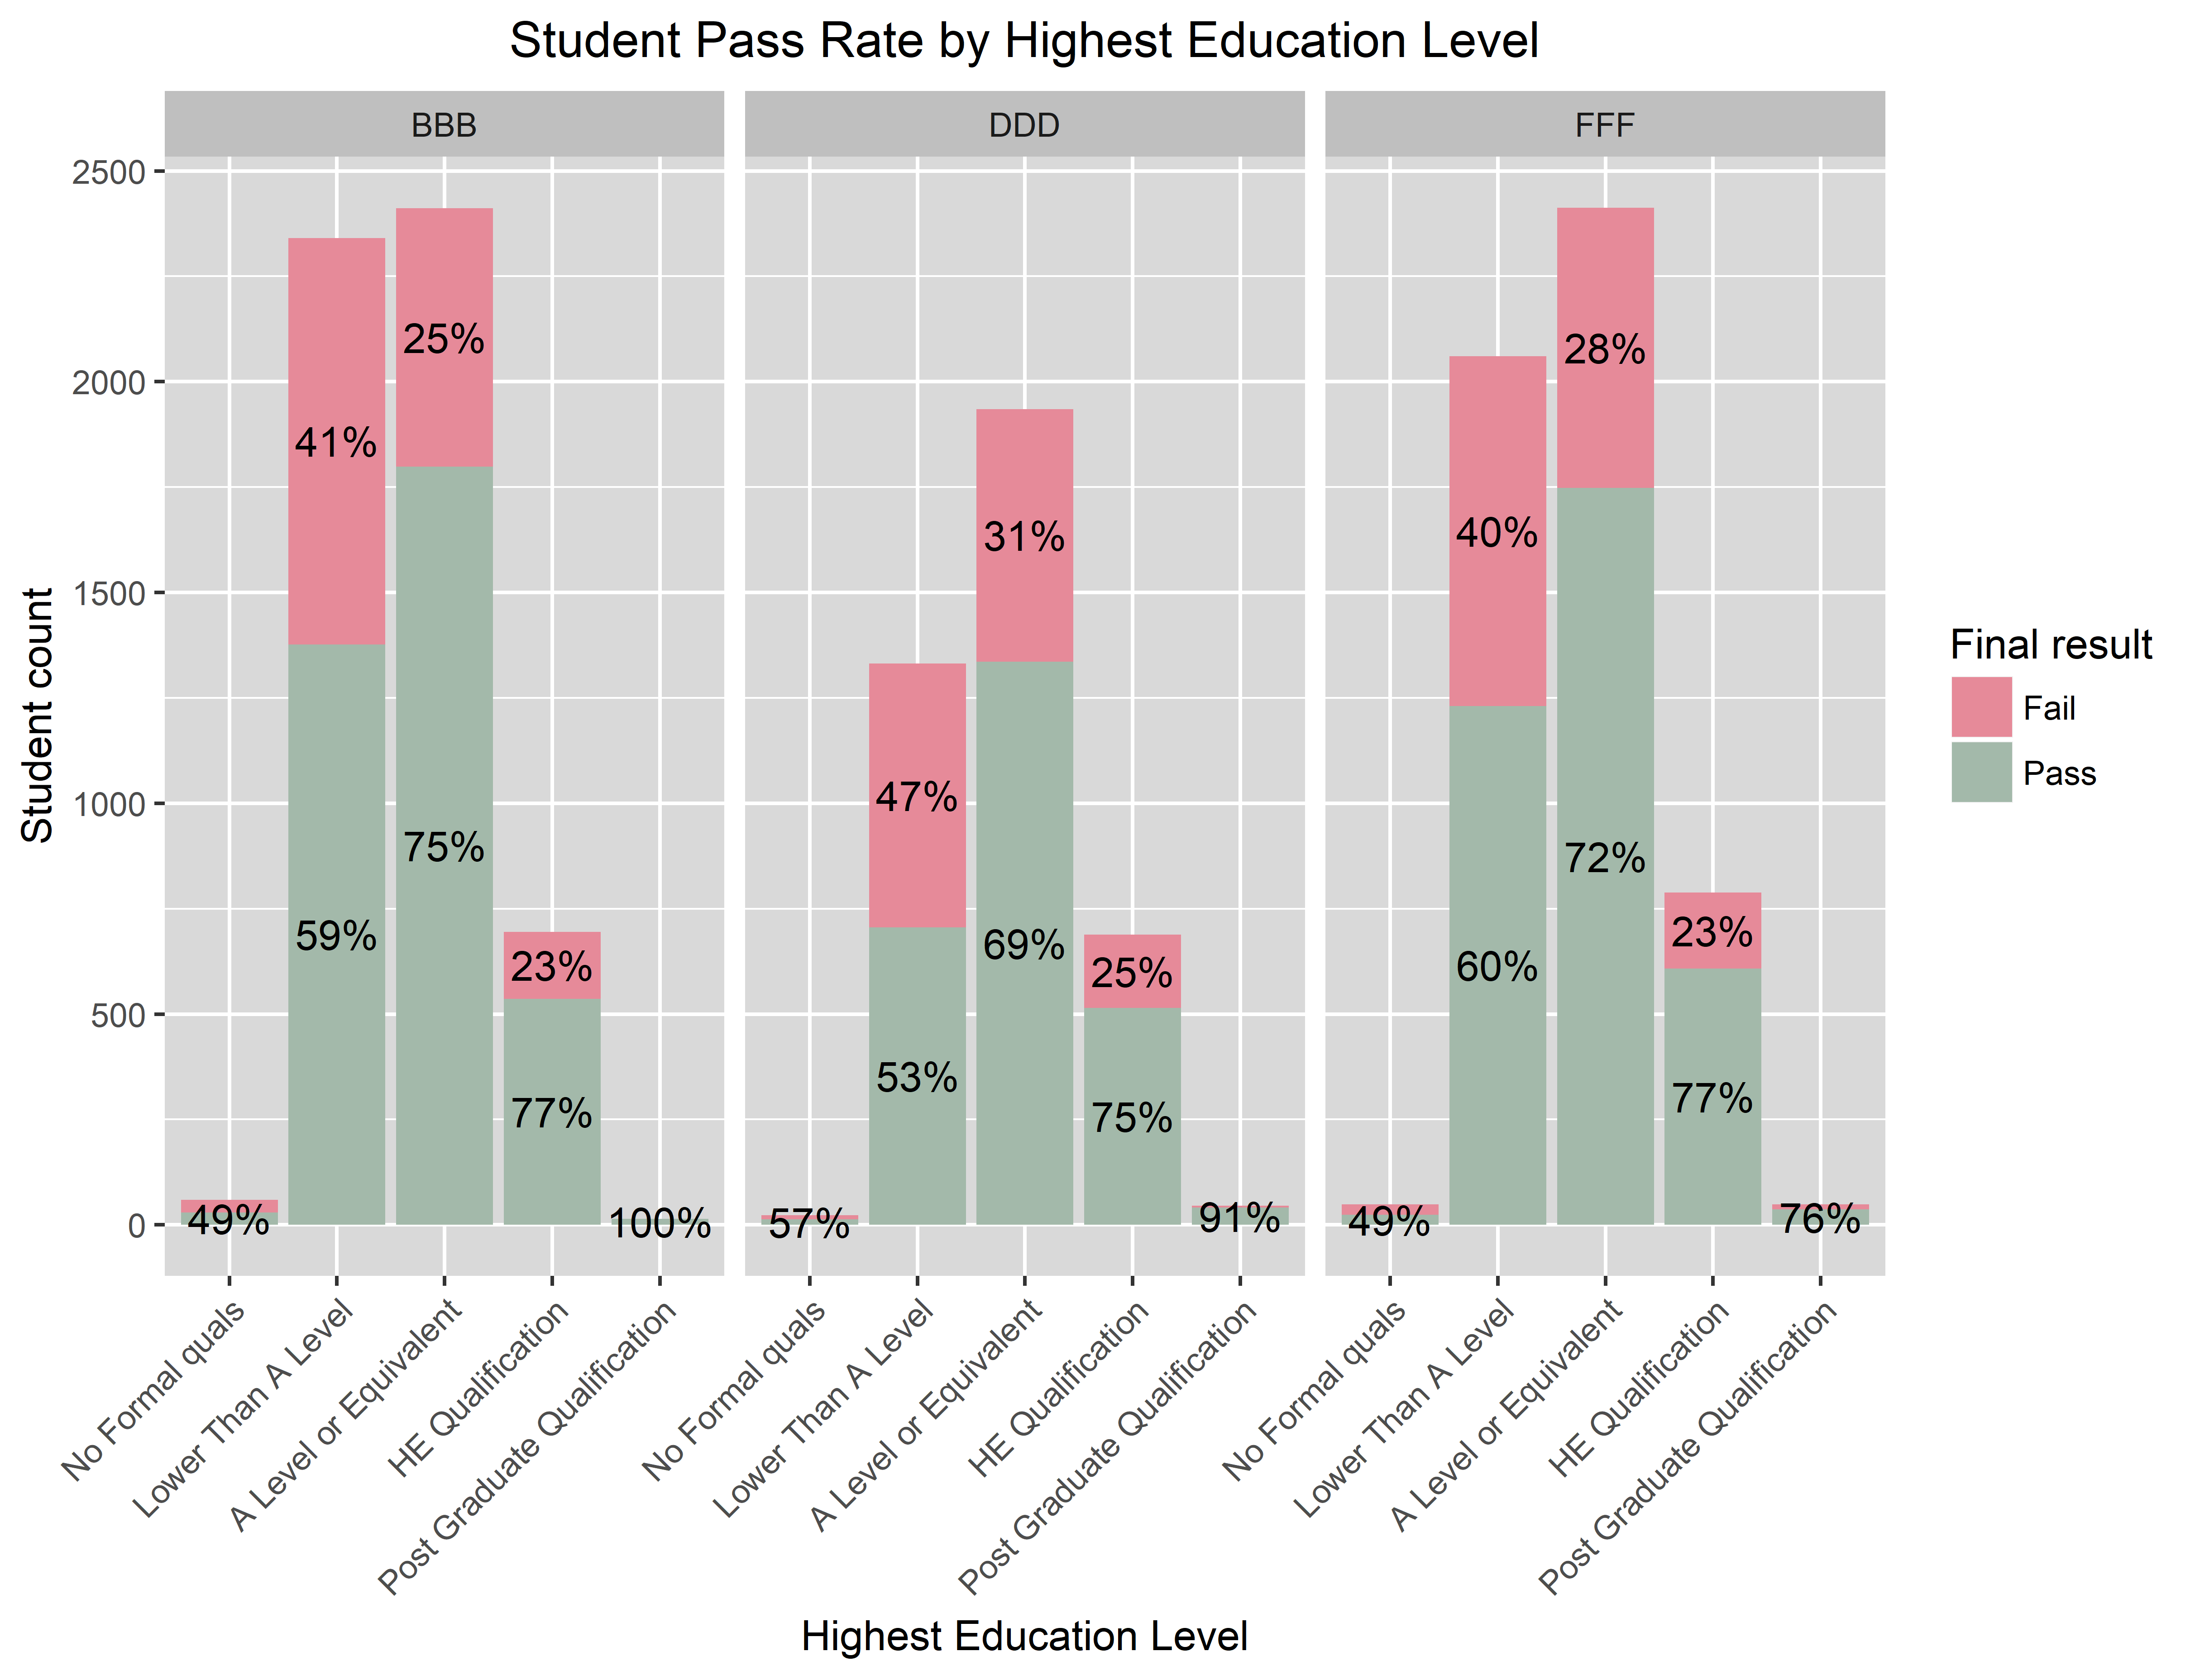 Student Pass Rate by Highest Education Level
BBB
DDD
FFF
Student count
2500
2000
1500
1000
500
0
49%
41%
59%
25%
75%
23%
77%
100%
57%
47%
53%
31%
69%
25%
75%
91%
49%
40%
60%
28%
72%
23%
77%
76%
No Formal quals
Lower Than A Level
A Level or Equivalent
HE Qualification
Post Graduate Qualification
No Formal quals
Lower Than A Level
A Level or Equivalent
HE Qualification
Post Graduate Qualification
No Formal quals
Lower Than A Level
A Level or Equivalent
HE Qualification
Post Graduate Qualification
Highest Education Level
Final result
Fail
Pass